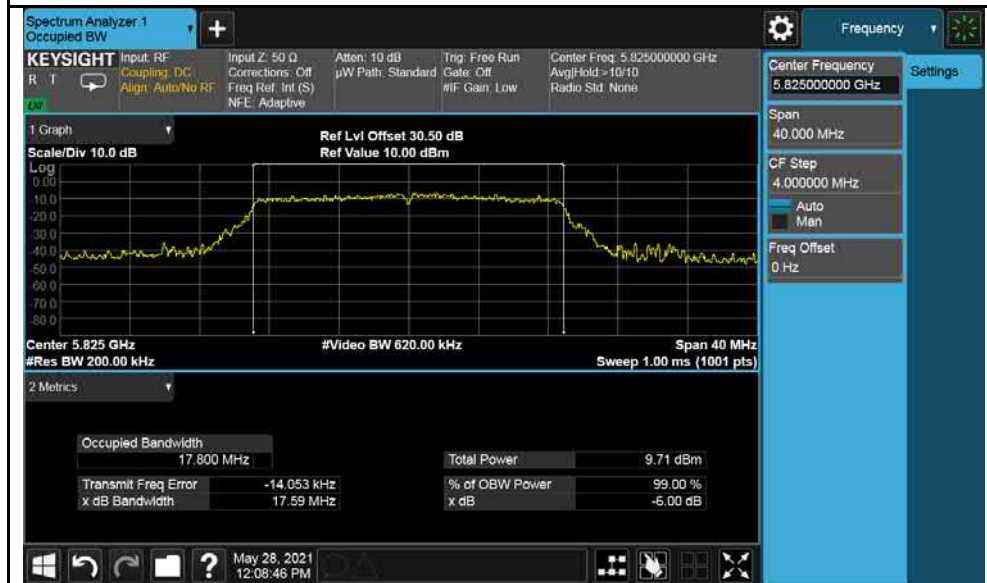 Spectrum Analyzer 1
Occupied BW
Frequency
KEYSIGHT
R T
Input: RF
Coupling: DC
Align: Auto/No RF
Input Z: 50 Ω
Corrections: Off
Freq Ref: Int (S)
NFE: Adaptive
Atten: 10 dB
µW Path: Standard
Trig: Free Run
Gate: Off
#IF Gain: Low
Center Freq: 5.825000000 GHz
Avg|Hold:>10/10
Radio Std: None
Center Frequency
5.825000000 GHz
Settings
Span
40.000 MHz
CF Step
4.000000 MHz
Auto
Man
Freq Offset
0 Hz
1 Graph
Scale/Div 10.0 dB
Ref Lvl Offset 30.50 dB
Ref Value 10.00 dBm
Log
0.00
-10.0
-20.0
-30.0
-40.0
-50.0
-60.0
-70.0
-80.0
Center 5.825 GHz
#Res BW 200.00 kHz
#Video BW 620.00 kHz
Span 40 MHz
Sweep 1.00 ms (1001 pts)
2 Metrics
Occupied Bandwidth
17.800 MHz
Total Power 9.71 dBm
Transmit Freq Error -14.053 kHz
% of OBW Power 99.00 %
x dB Bandwidth 17.59 MHz
x dB -6.00 dB
?
May 28, 2021
12:08:46 PM